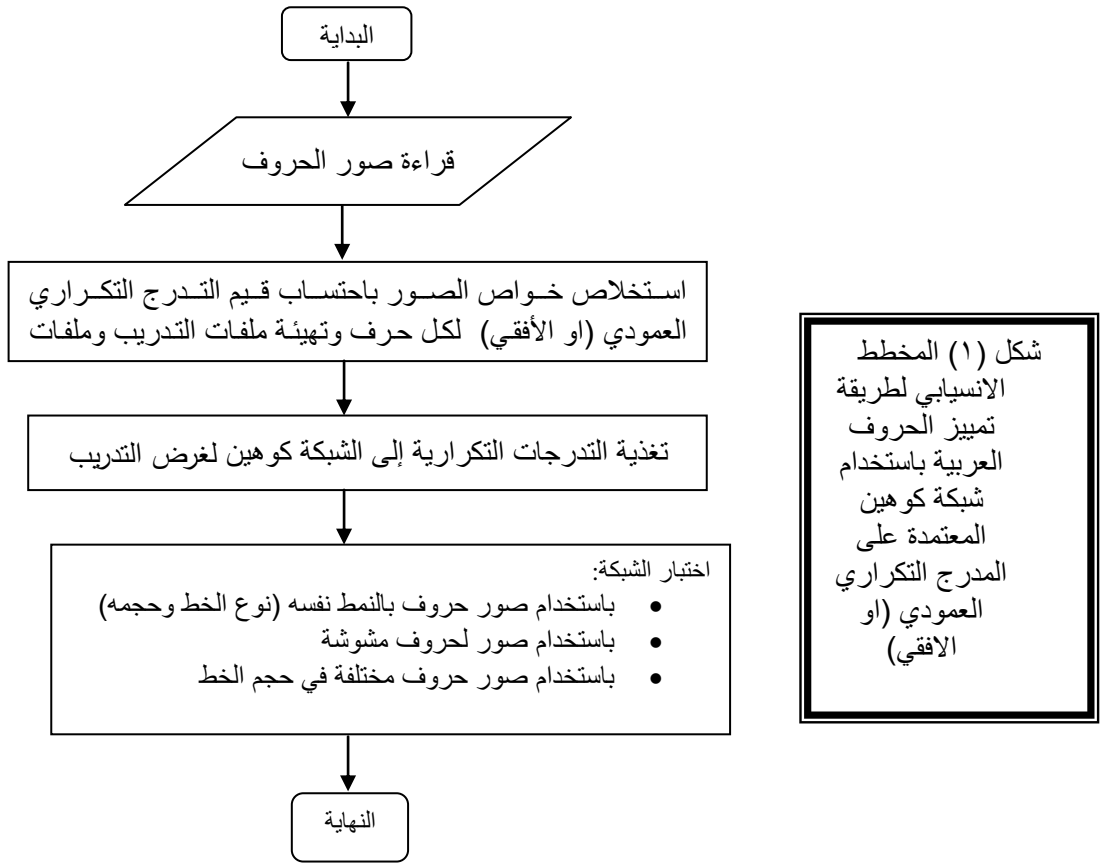 البداية
قراءة صور الحروف
استخلاص خواص الصور باحتساب قيم التدرج التكراري
العمودي (او الأفقي) لكل حرف وتهيئة ملفات التدريب وملفات
تغذية التدرجات التكرارية إلى الشبكة كوهين لغرض التدريب
اختبار الشبكة:
• باستخدام صور حروف بالنمط نفسه (نوع الخط وحجمه)
• باستخدام صور لحروف مشوشة
• باستخدام صور حروف مختلفة في حجم الخط
النهاية
شكل (١) المخطط
الانسيابي لطريقة
تمييز الحروف
العربية باستخدام
شبكة كوهين
المعتمدة على
المدرج التكراري
العمودي (او
الافقي)